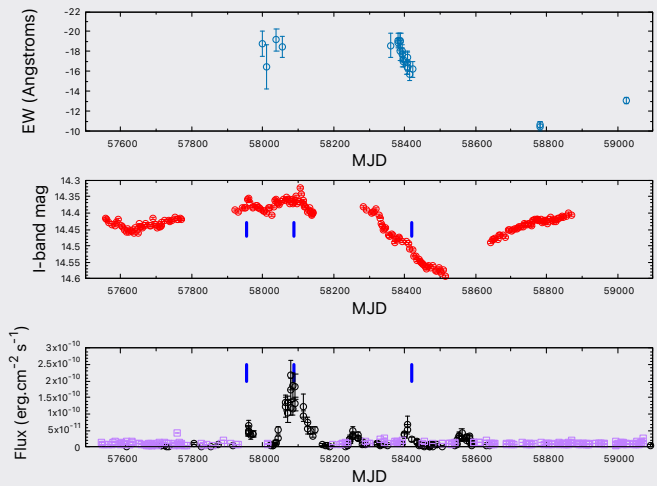 -22
-20
-18
-16
-14
-12
-10
EW (Angstroms)
57600 57800 58000 58200 58400 58600 58800 59000
MJD
14.3
14.35
14.4
14.45
14.5
14.55
14.6
I-band mag
57600 57800 58000 58200 58400 58600 58800 59000
MJD
3x10⁻¹⁰
2.5x10⁻¹⁰
2x10⁻¹⁰
1.5x10⁻¹⁰
1x10⁻¹⁰
5x10⁻¹¹
0
Flux (erg.cm⁻² s⁻¹)
57600 57800 58000 58200 58400 58600 58800 59000
MJD